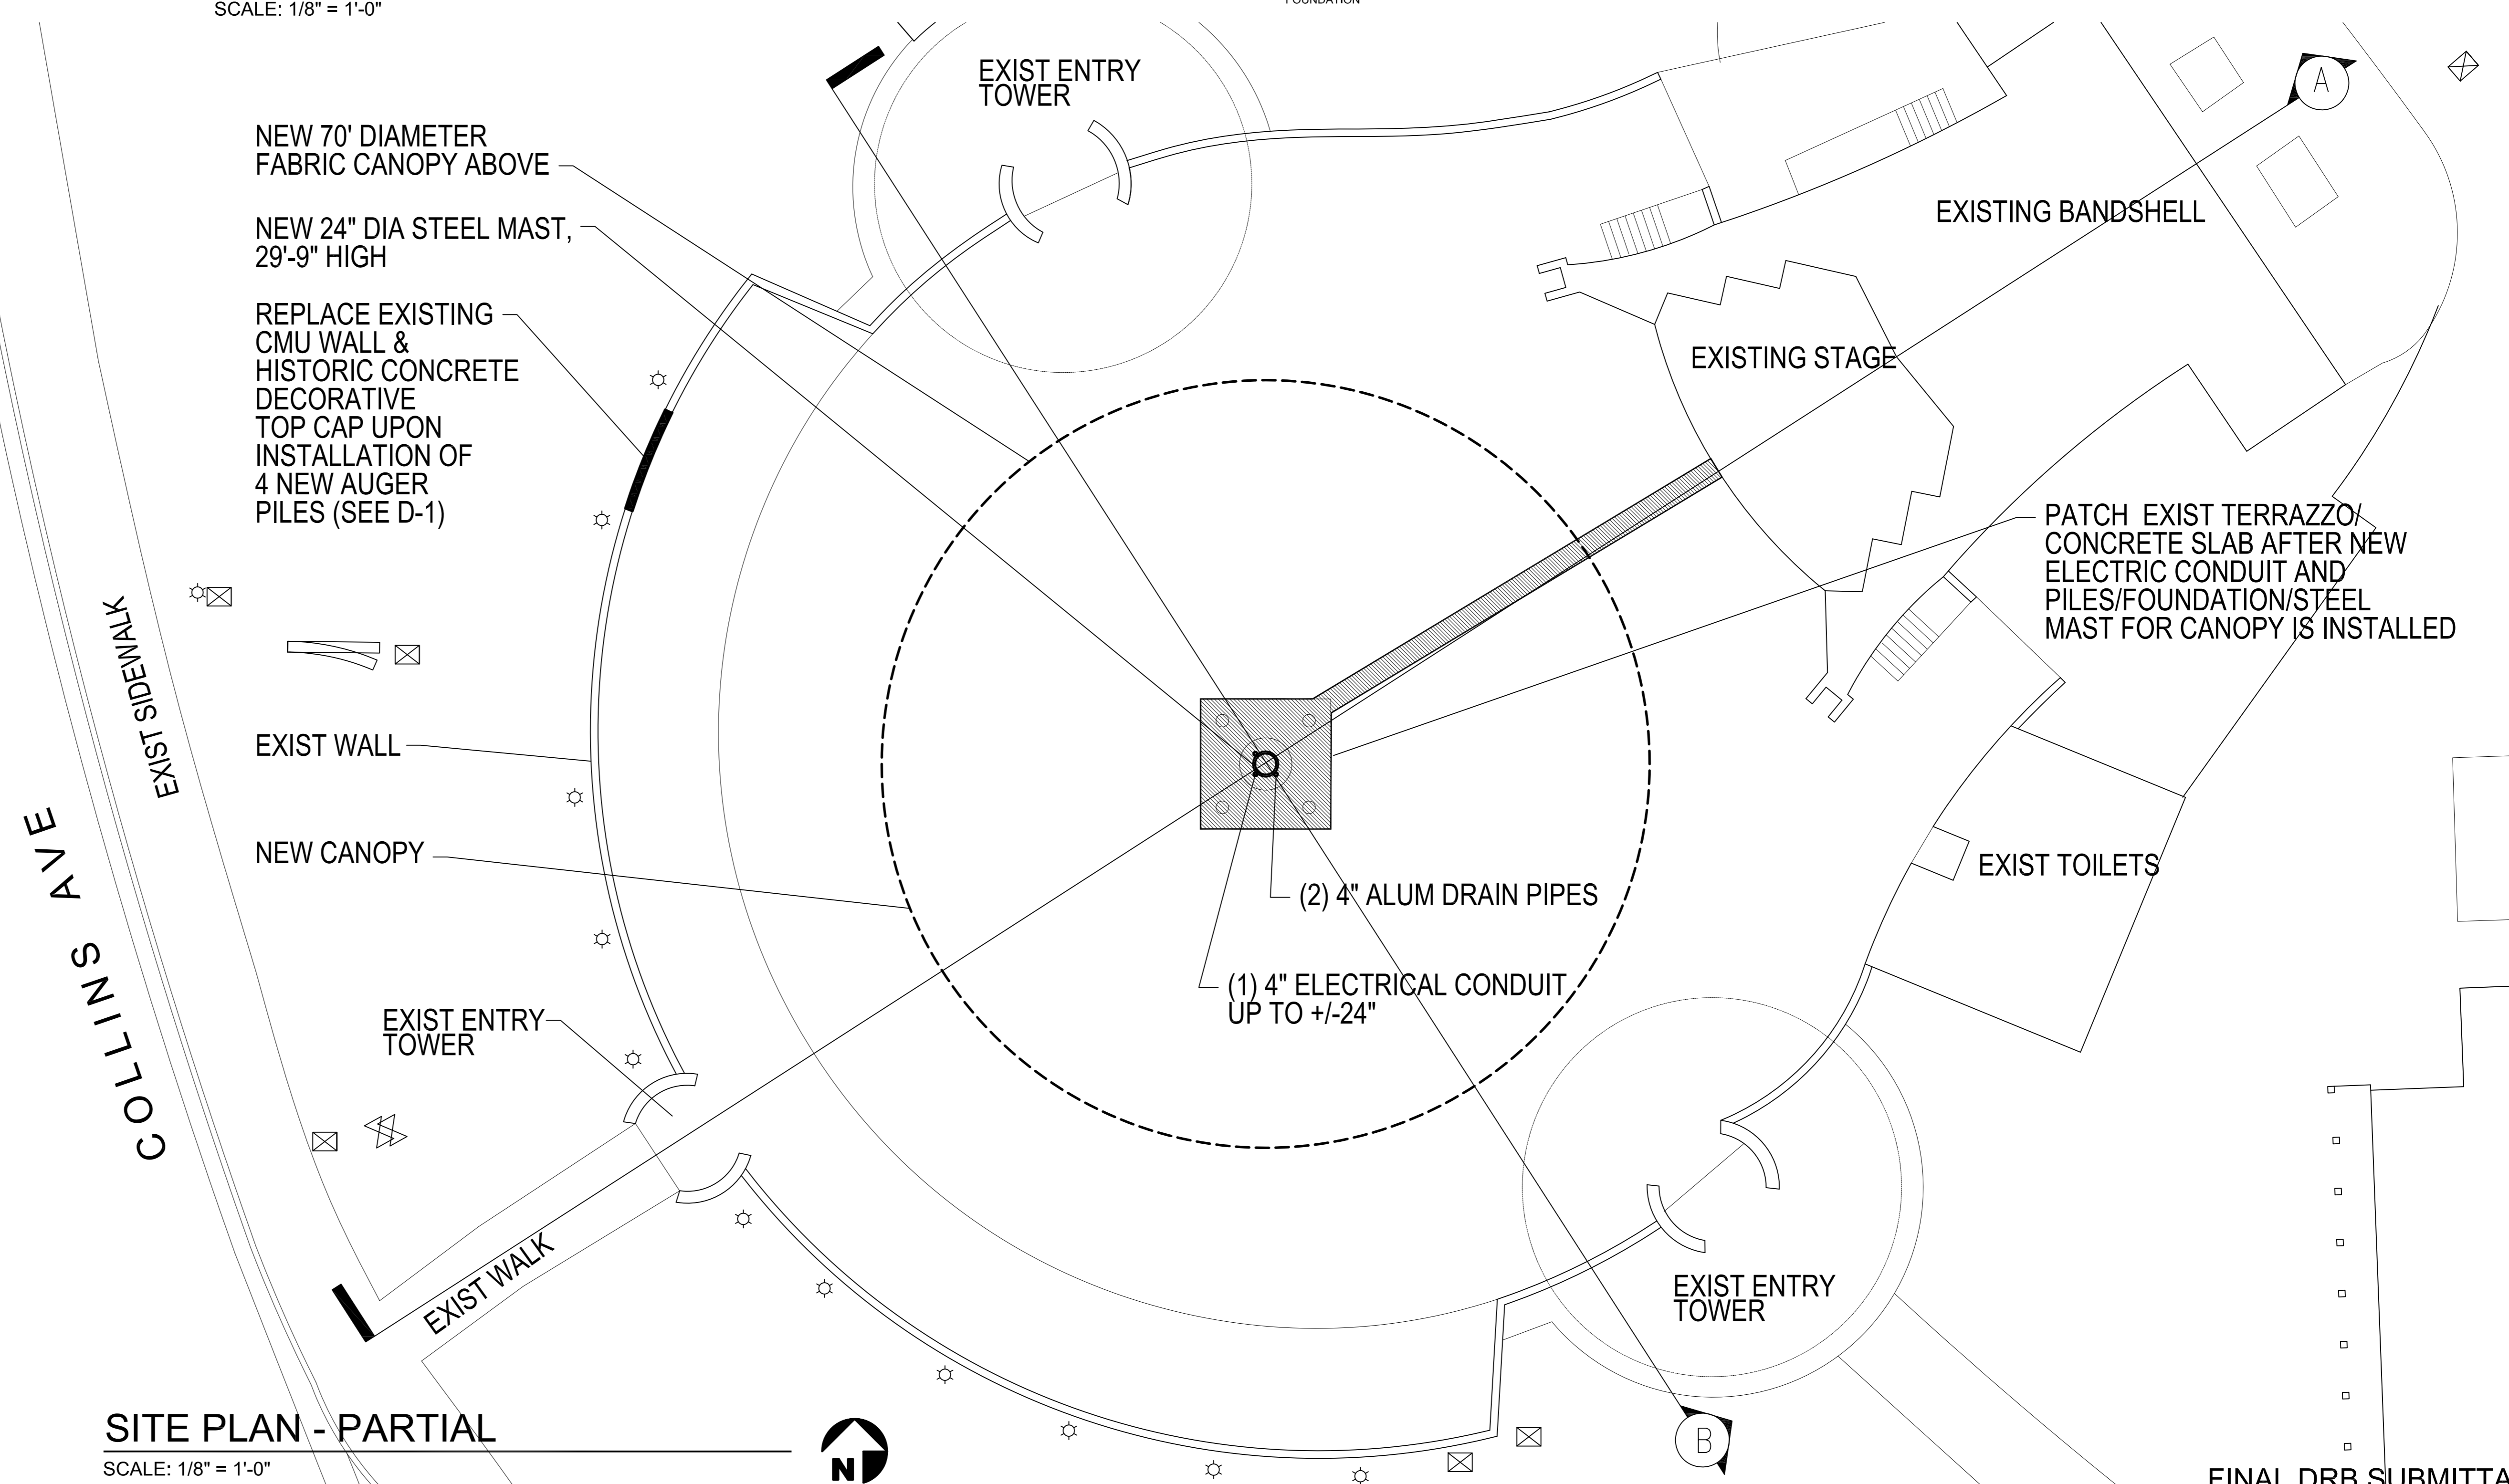 SCALE: 1/8" = 1'-0"
FOUNDATION
EXIST ENTRY
TOWER
NEW 70' DIAMETER
FABRIC CANOPY ABOVE
NEW 24" DIA STEEL MAST,
29'-9" HIGH
REPLACE EXISTING
CMU WALL &
HISTORIC CONCRETE
DECORATIVE
TOP CAP UPON
INSTALLATION OF
4 NEW AUGER
PILES (SEE D-1)
A
EXISTING BANDSHELL
EXISTING STAGE
PATCH EXIST TERRAZZO/
CONCRETE SLAB AFTER NEW
ELECTRIC CONDUIT AND
PILES/FOUNDATION/STEEL
MAST FOR CANOPY IS INSTALLED
EXIST SIDEWALK
EXIST WALL
COLLINS AVE
NEW CANOPY
EXIST TOILETS
(2) 4" ALUM DRAIN PIPES
(1) 4" ELECTRICAL CONDUIT
UP TO +/-24"
EXIST ENTRY
TOWER
EXIST WALK
EXIST ENTRY
TOWER
B
SITE PLAN - PARTIAL
SCALE: 1/8" = 1'-0"
N
FINAL DRB SUBMITTA